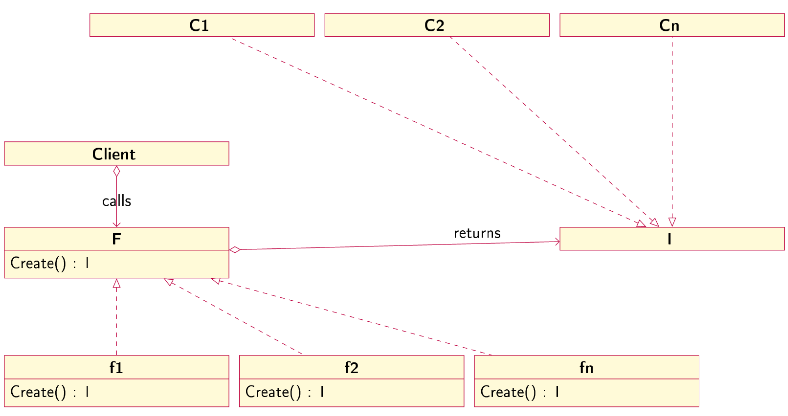 C1
C2
Cn
Client
calls
F
Create() : I
returns
I
f1
Create() : I
f2
Create() : I
fn
Create() : I